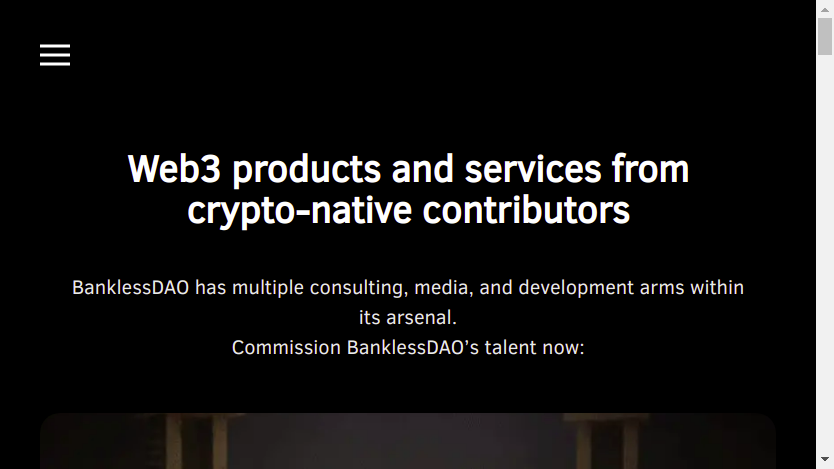 Web3 products and services from
crypto-native contributors
BanklessDAO has multiple consulting, media, and development arms within
its arsenal.
Commission BanklessDAO’s talent now: